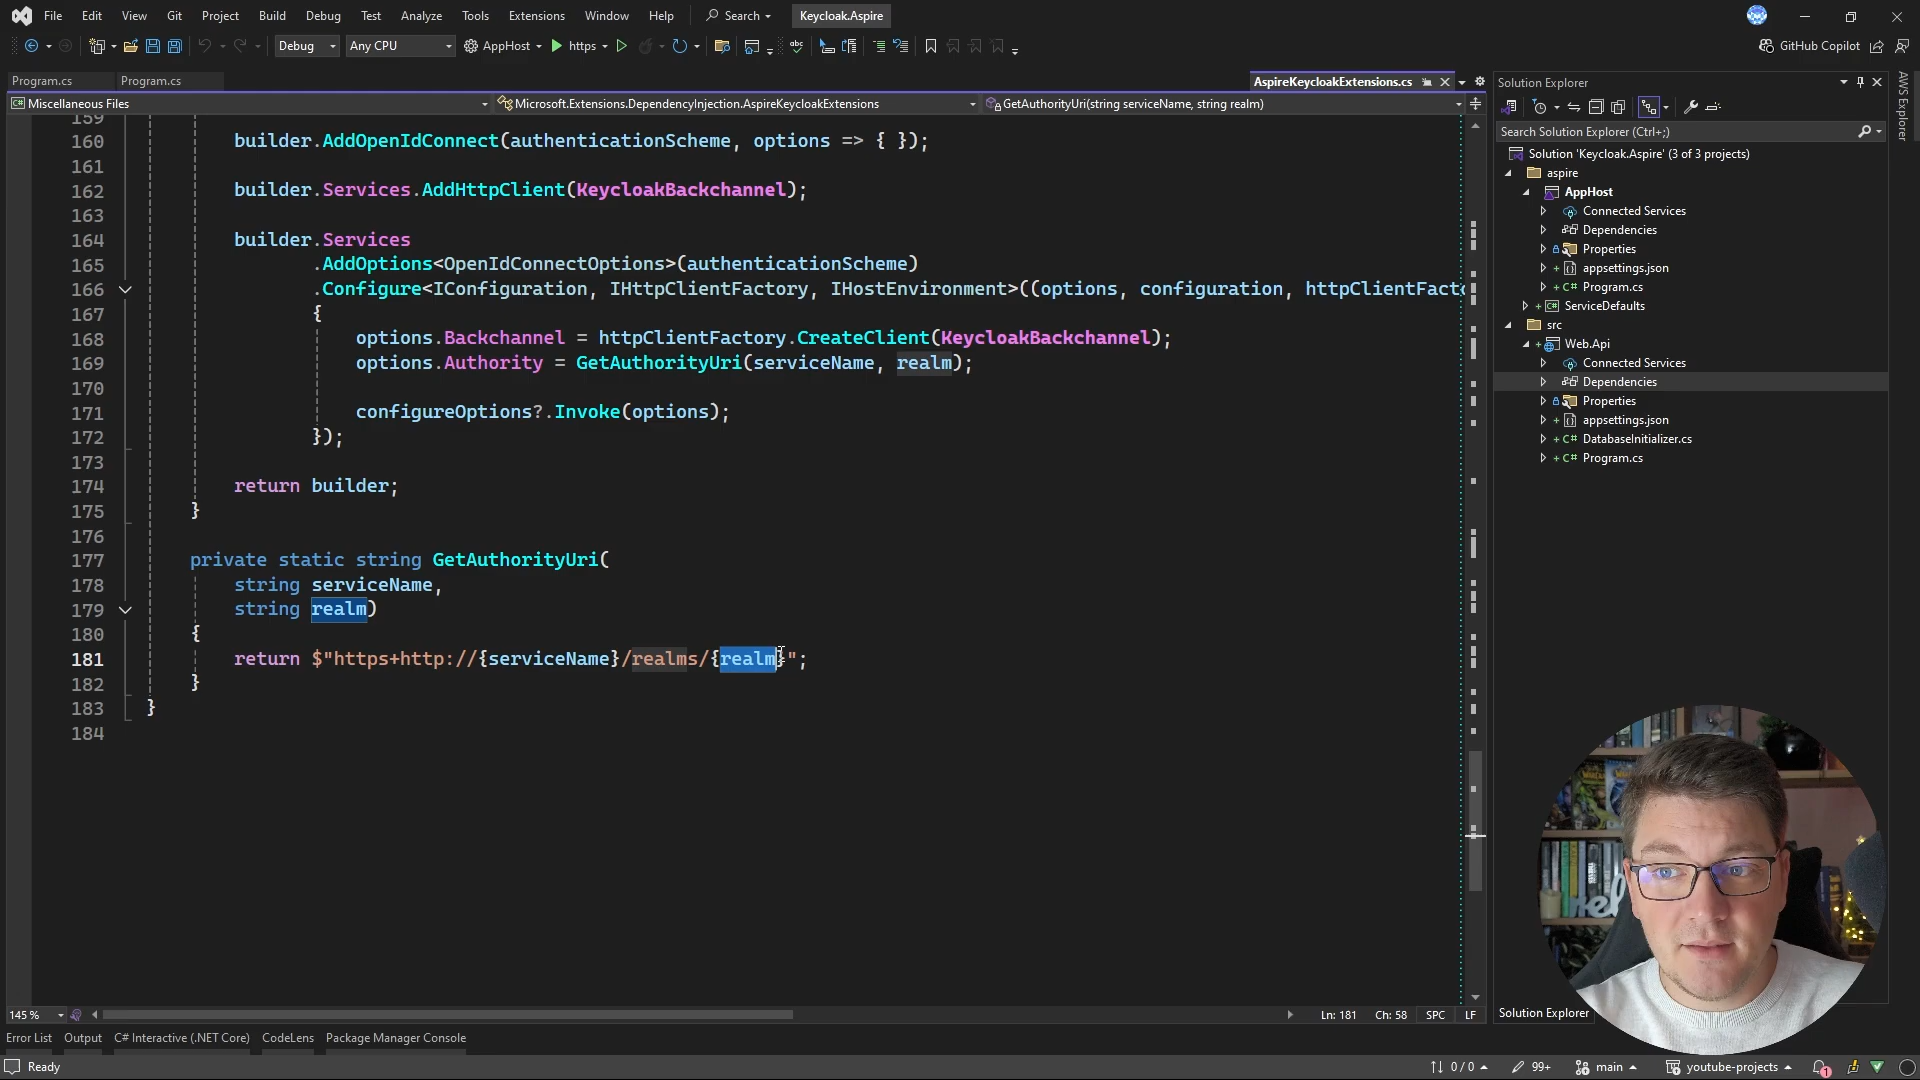 File Edit View Git Project Build Debug Test Analyze Tools Extensions Window Help Search Keycloak.Aspire
Debug Any CPU AppHost https GitHub Copilot
Program.cs Program.cs AspireKeycloakExtensions.cs
Miscellaneous Files Microsoft.Extensions.DependencyInjection.AspireKeycloakExtensions GetAuthorityUri(string serviceName, string realm)
159
160 builder.AddOpenIdConnect(authenticationScheme, options => { });
161
162 builder.Services.AddHttpClient(KeycloakBackchannel);
163
164 builder.Services
165 .AddOptions<OpenIdConnectOptions>(authenticationScheme)
166 .Configure<IConfiguration, IHttpClientFactory, IHostEnvironment>((options, configuration, httpClientFacto
167 {
168 options.Backchannel = httpClientFactory.CreateClient(KeycloakBackchannel);
169 options.Authority = GetAuthorityUri(serviceName, realm);
170
171 configureOptions?.Invoke(options);
172 });
173
174 return builder;
175 }
176
177 private static string GetAuthorityUri(
178 string serviceName,
179 string realm)
180 {
181 return $"https+http://{serviceName}/realms/{realm}";
182 }
183 }
184
145 % Ln: 181 Ch: 58 SPC LF
Error List Output C# Interactive (.NET Core) CodeLens Package Manager Console
Ready 0 / 0 99+ main youtube-projects 1
Solution Explorer
Search Solution Explorer (Ctrl+;)
Solution 'Keycloak.Aspire' (3 of 3 projects)
aspire
AppHost
Connected Services
Dependencies
Properties
appsettings.json
C# Program.cs
ServiceDefaults
src
Web.Api
Connected Services
Dependencies
Properties
appsettings.json
C# DatabaseInitializer.cs
C# Program.cs
Solution Explorer
AWS Explorer